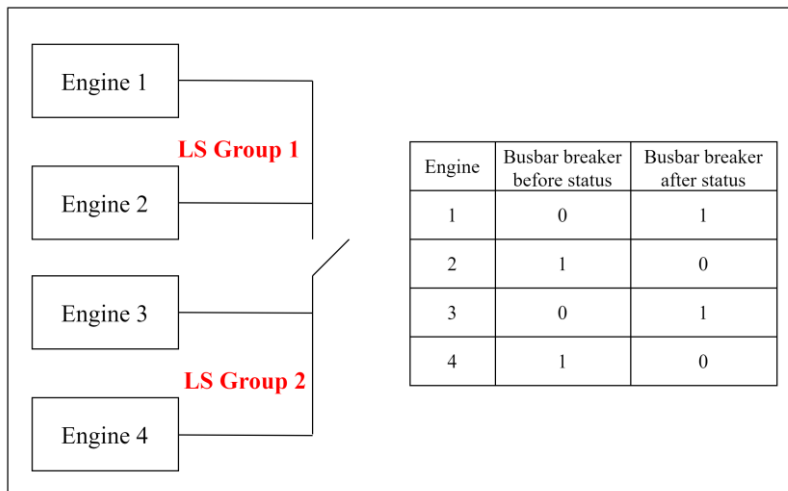 Engine 1
LS Group 1
Engine 2
Engine 3
LS Group 2
Engine 4
Engine Busbar breaker before status Busbar breaker after status
1 0 1
2 1 0
3 0 1
4 1 0